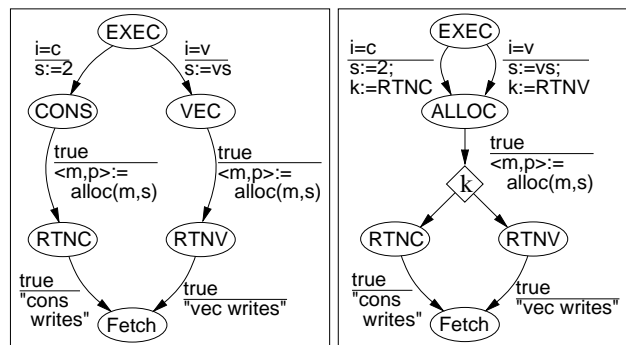 EXEC
i=c
s:=2
i=v
s:=vs
CONS
VEC
true
<m,p>:=
alloc(m,s)
true
<m,p>:=
alloc(m,s)
RTNC
RTNV
true
"cons
writes"
true
"vec writes"
Fetch
EXEC
i=c
s:=2;
k:=RTNC
i=v
s:=vs;
k:=RTNV
ALLOC
true
<m,p>:=
alloc(m,s)
k
RTNC
RTNV
true
"cons
writes"
true
"vec writes"
Fetch